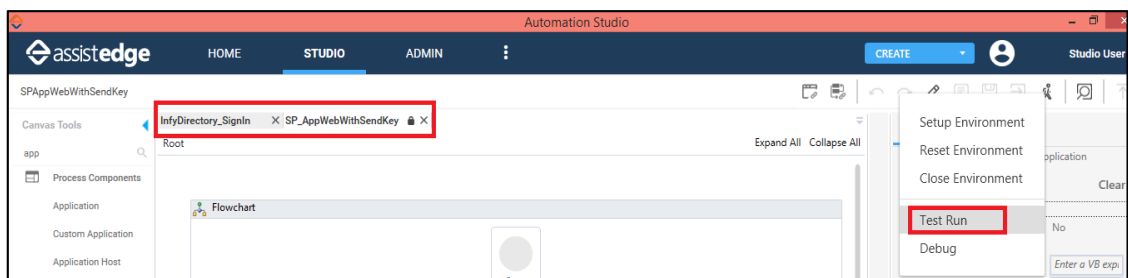 Automation Studio
assistedge HOME STUDIO ADMIN CREATE Studio User
SPAppWebWithSendKey
Canvas Tools
InfyDirectory_SignIn
SP_AppWebWithSendKey
app
Root
Expand All Collapse All
Process Components
Application
Custom Application
Application Host
Flowchart
Setup Environment
Reset Environment
Close Environment
Test Run
Debug
Clear
No
Enter a VB